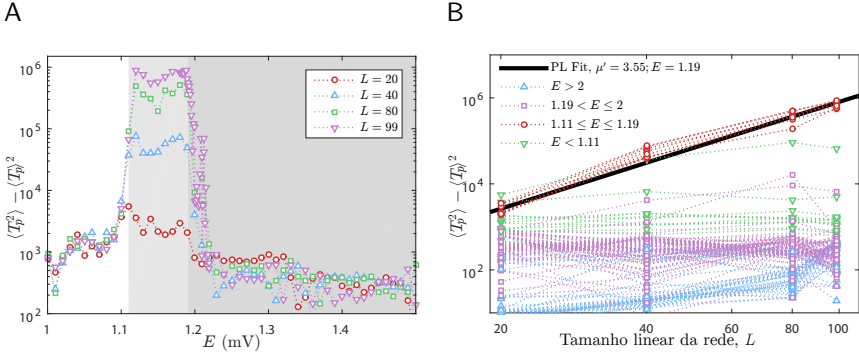 A
⟨T_p^2⟩ − ⟨T_p⟩^2
10^6
10^5
10^4
10^3
10^2
L = 20
L = 40
L = 80
L = 99
1
1.1
1.2
1.3
1.4
E (mV)
B
⟨T_p^2⟩ − ⟨T_p⟩^2
10^6
10^4
10^2
PL Fit, μ′ = 3.55; E = 1.19
E > 2
1.19 < E ≤ 2
1.11 ≤ E ≤ 1.19
E < 1.11
20
40
80
100
Tamanho linear da rede, L